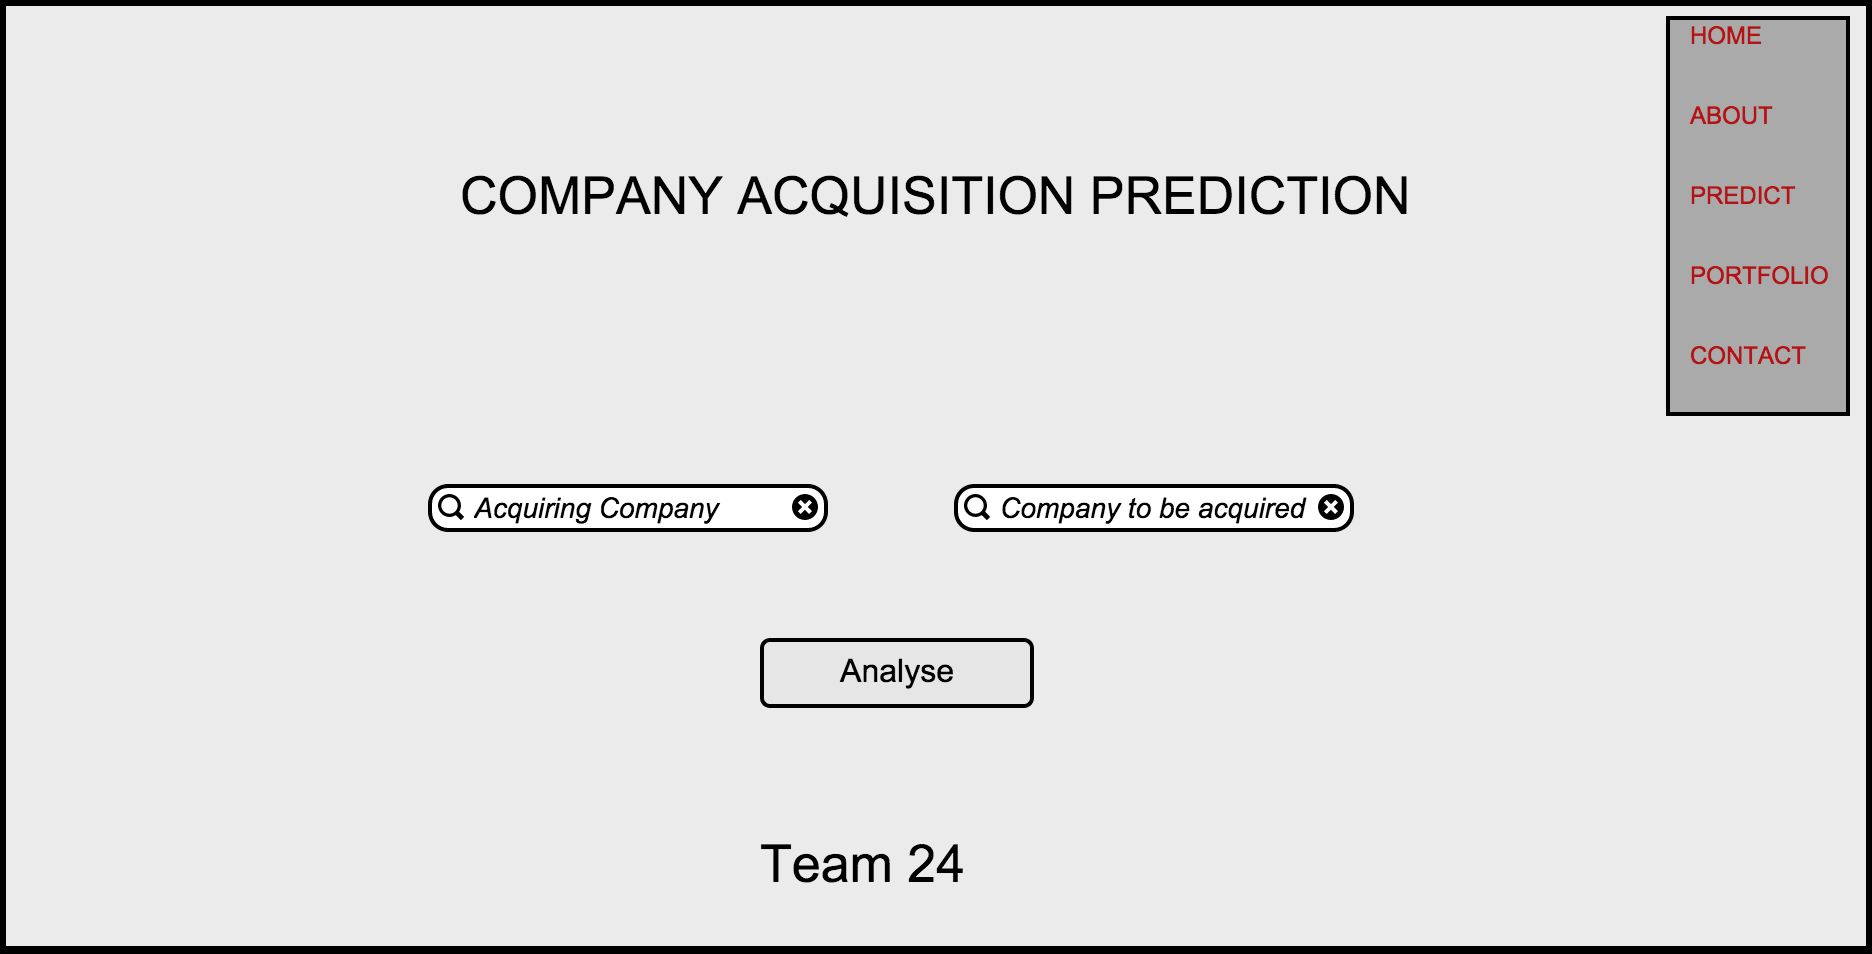 HOME
ABOUT
PREDICT
PORTFOLIO
CONTACT
COMPANY ACQUISITION PREDICTION
Acquiring Company
Company to be acquired
Analyse
Team 24